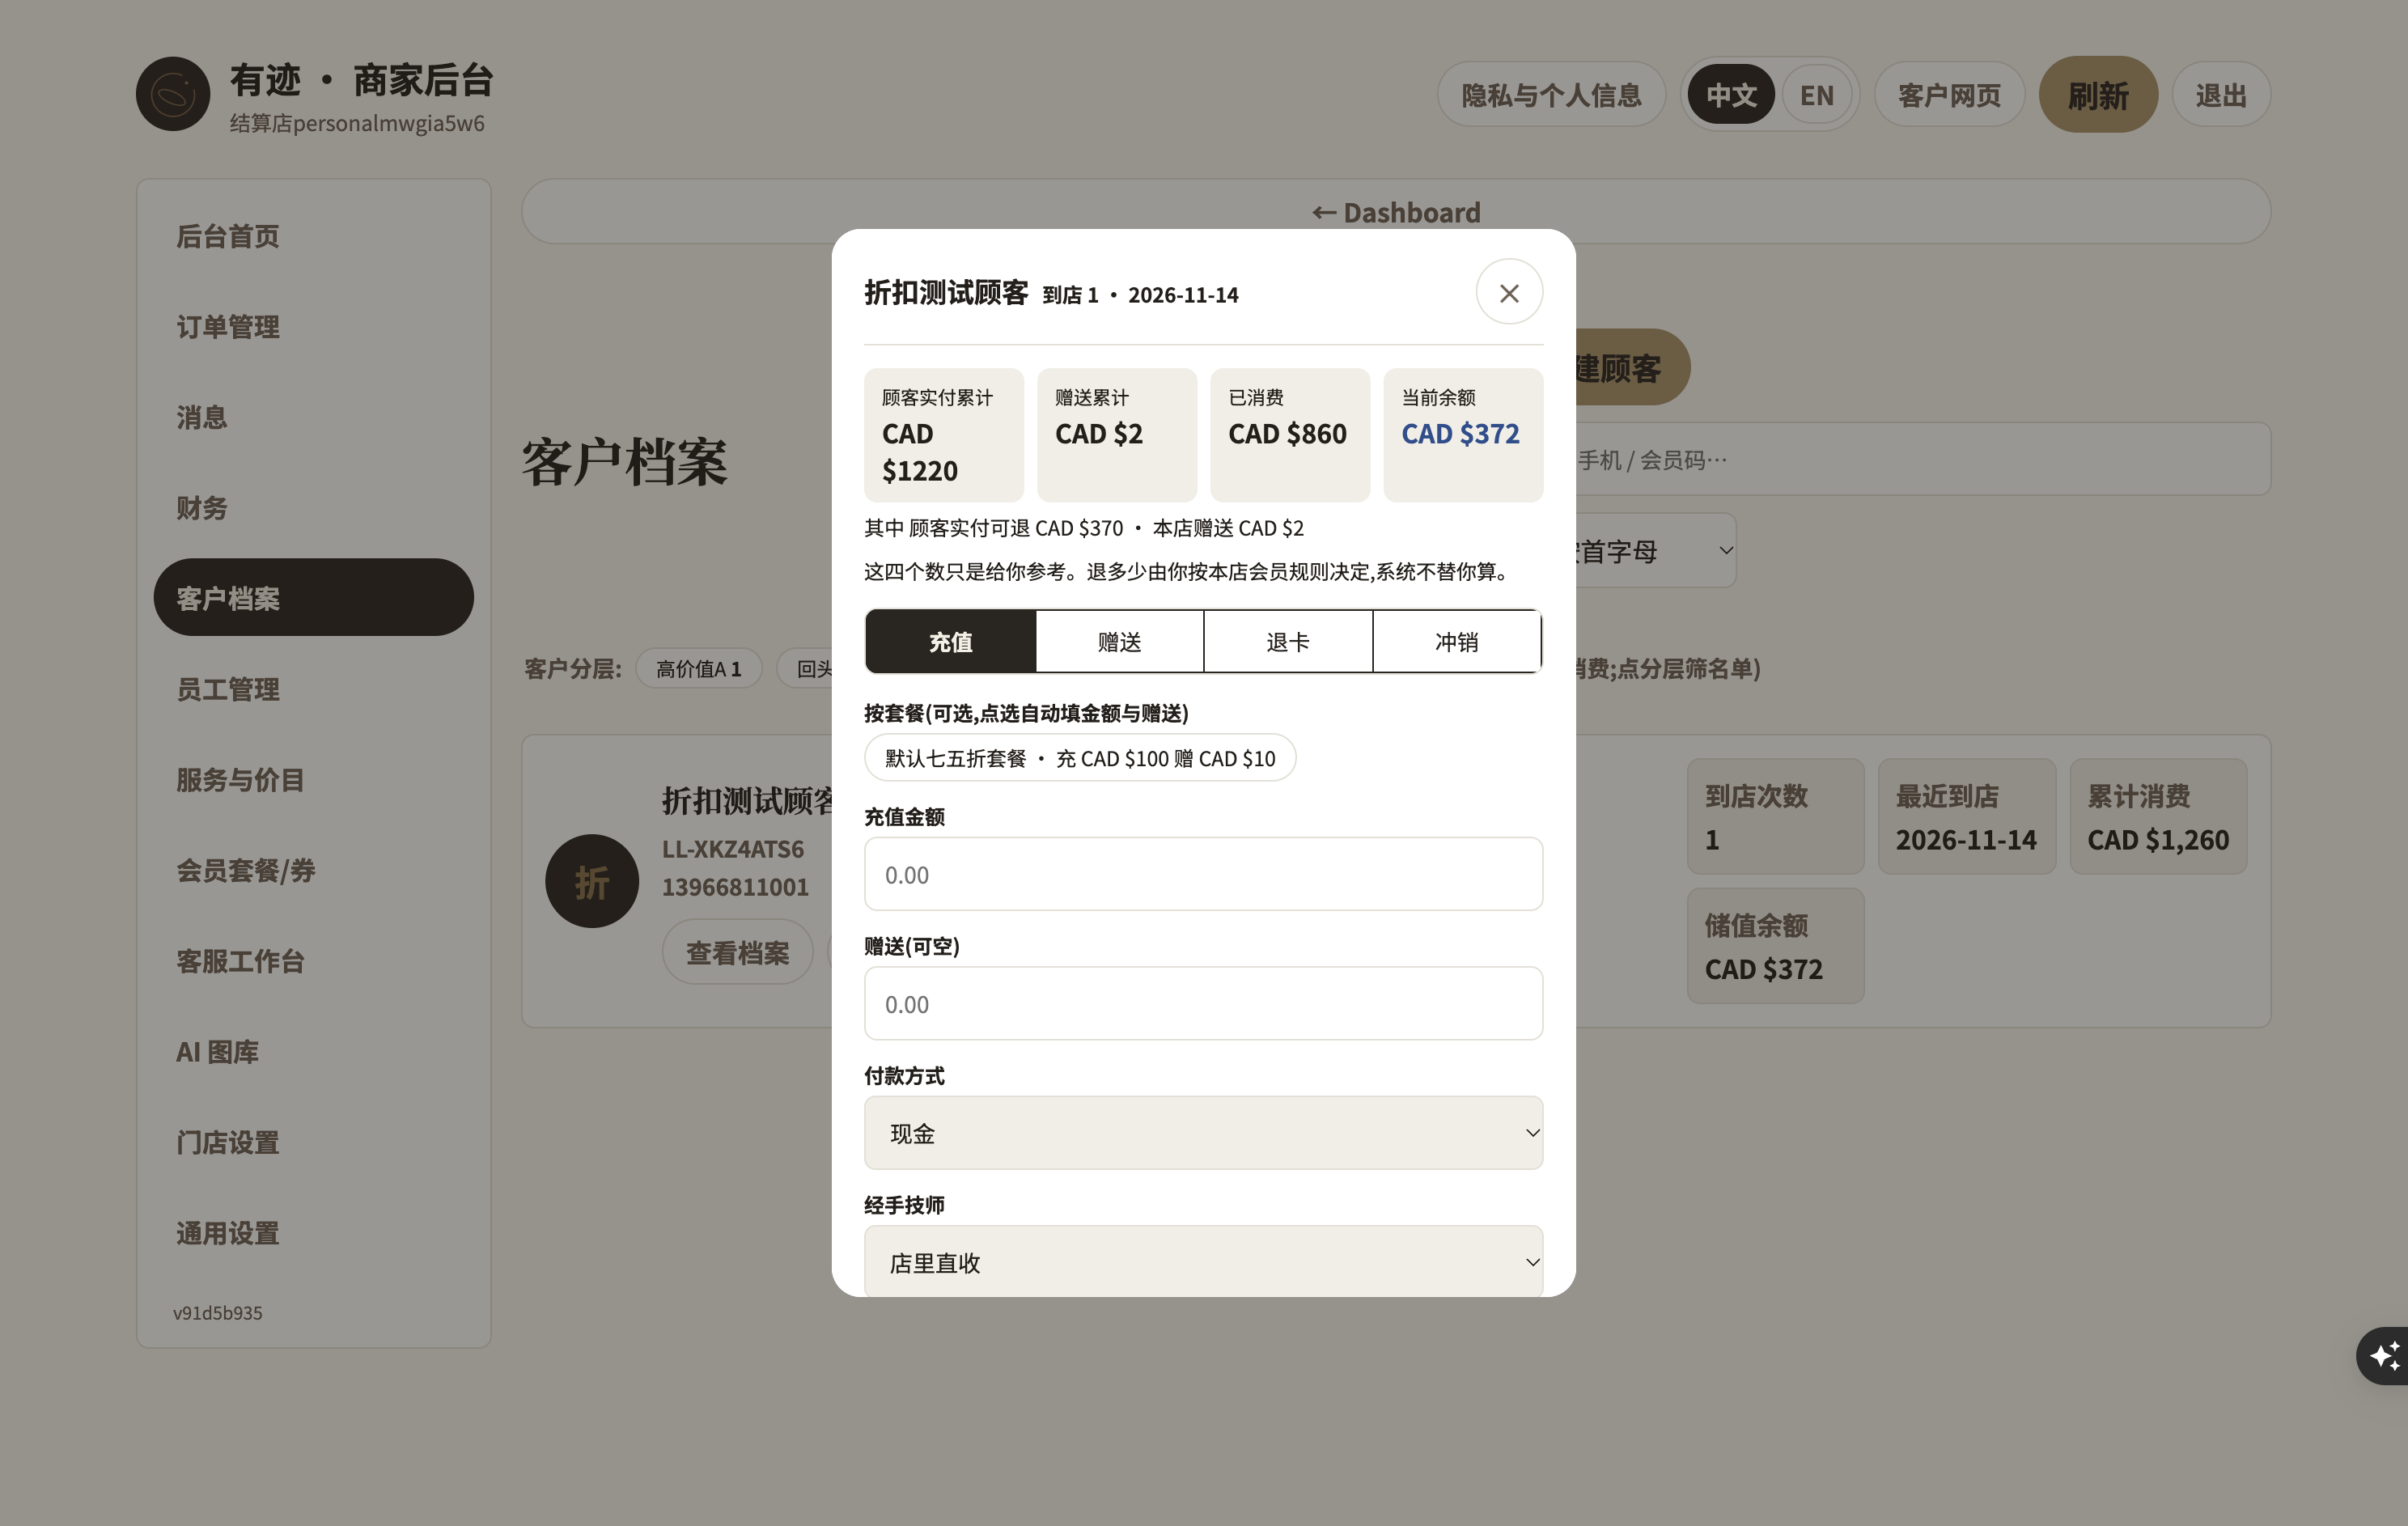 有迹 · 商家后台
结算店personalmwgia5w6
隐私与个人信息
中文
EN
客户网页
刷新
退出
后台首页
订单管理
消息
财务
客户档案
员工管理
服务与价目
会员套餐/券
客服工作台
AI 图库
门店设置
通用设置
v91d5b935
← Dashboard
客户档案
建顾客
手机 / 会员码…
首字母
客户分层:
高价值A 1
回头
消费;点分层筛名单)
折
折扣测试顾客
LL-XKZ4ATS6
13966811001
查看档案
到店次数
1
最近到店
2026-11-14
累计消费
CAD $1,260
储值余额
CAD $372
折扣测试顾客 到店 1 · 2026-11-14
顾客实付累计
CAD
$1220
赠送累计
CAD $2
已消费
CAD $860
当前余额
CAD $372
其中 顾客实付可退 CAD $370 · 本店赠送 CAD $2
这四个数只是给你参考。退多少由你按本店会员规则决定,系统不替你算。
充值
赠送
退卡
冲销
按套餐(可选,点选自动填金额与赠送)
默认七五折套餐 · 充 CAD $100 赠 CAD $10
充值金额
0.00
赠送(可空)
0.00
付款方式
现金
经手技师
店里直收